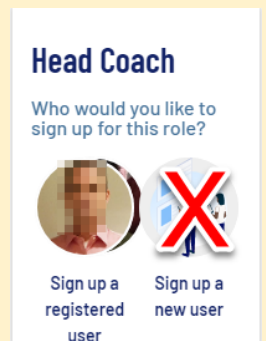 Head Coach
Who would you like to
sign up for this role?
Sign up a
registered
user
Sign up a
new user